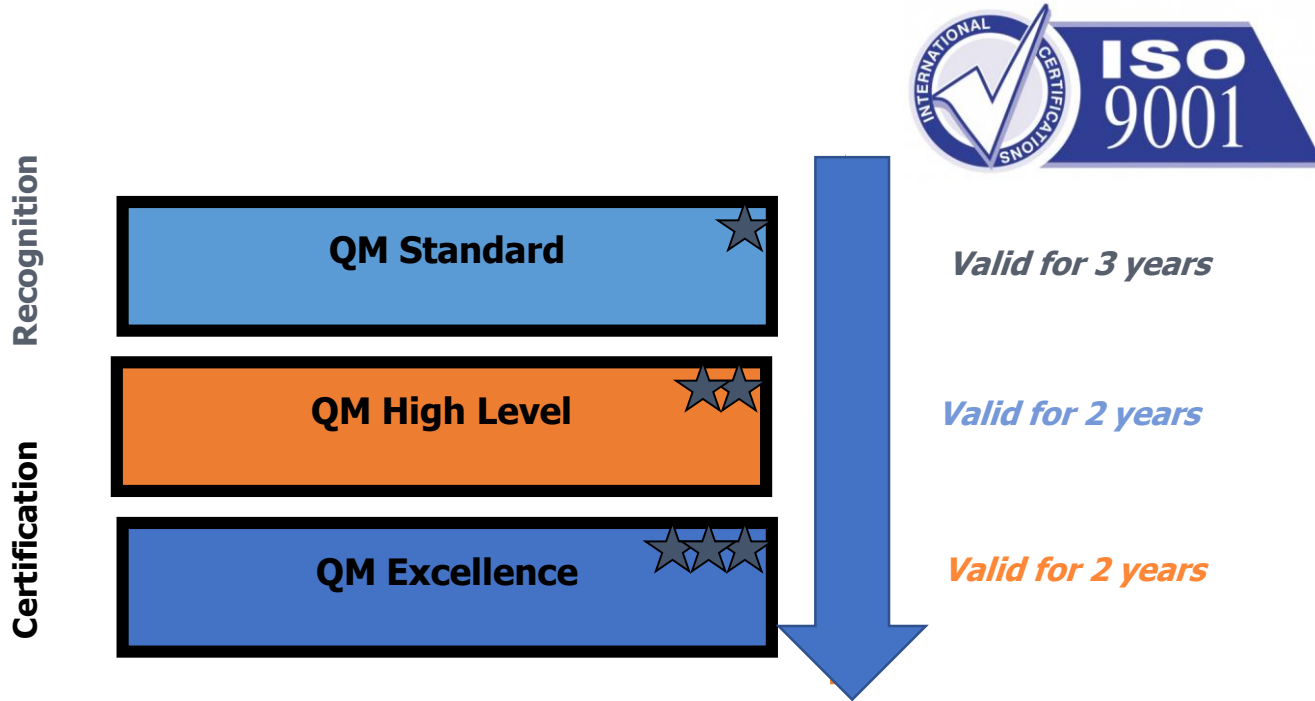 INTERNATIONAL CERTIFICATIONS
ISO
9001
Recognition
QM Standard
Valid for 3 years
QM High Level
Valid for 2 years
Certification
QM Excellence
Valid for 2 years